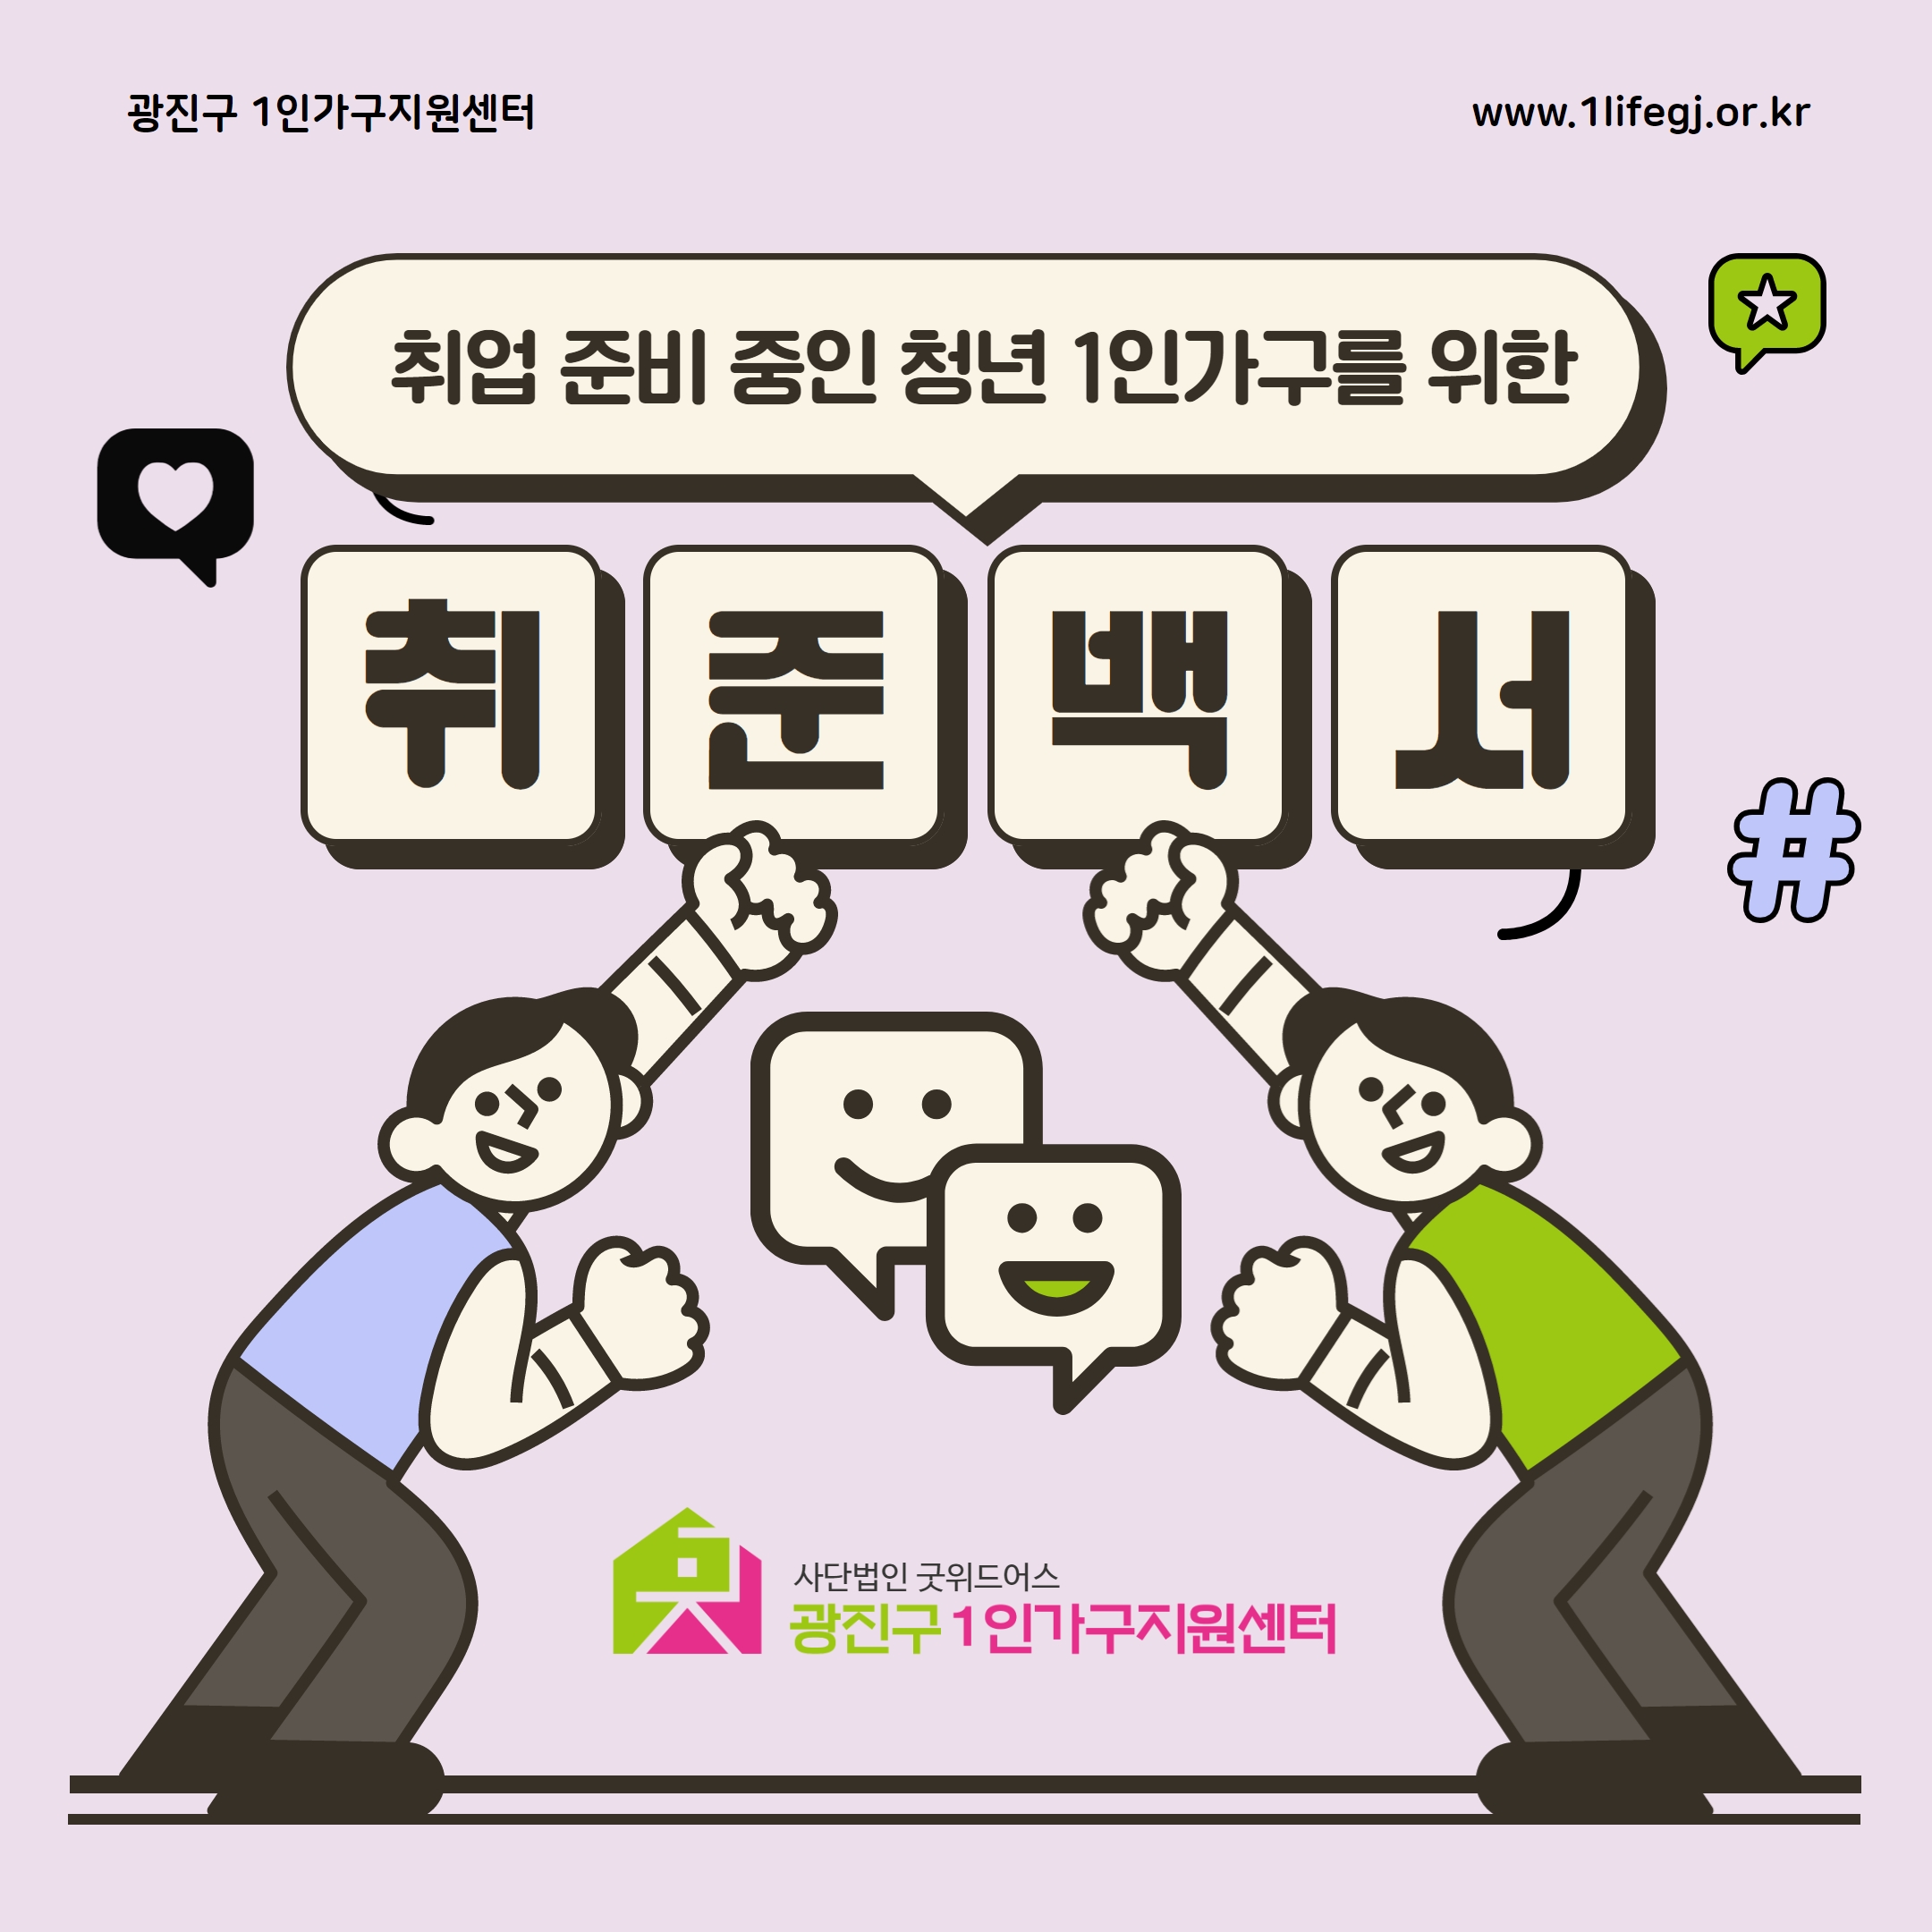 광진구 1인가구지원센터
www.1lifegj.or.kr
취업 준비 중인 청년 1인가구를 위한
취준백서
#
사단법인 굿위드어스
광진구 1인가구지원센터